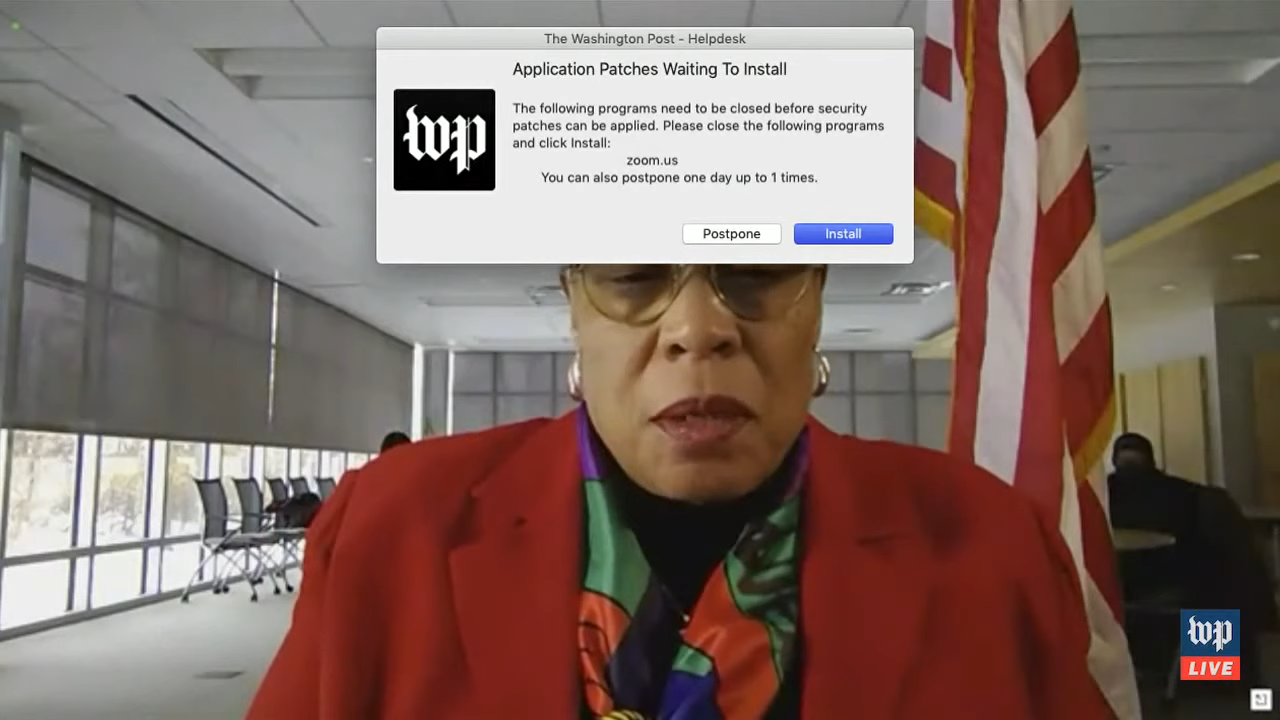 The Washington Post - Helpdesk
Application Patches Waiting To Install
wp
The following programs need to be closed before security
patches can be applied. Please close the following programs
and click Install:
zoom.us
You can also postpone one day up to 1 times.
Postpone
Install
wp
LIVE